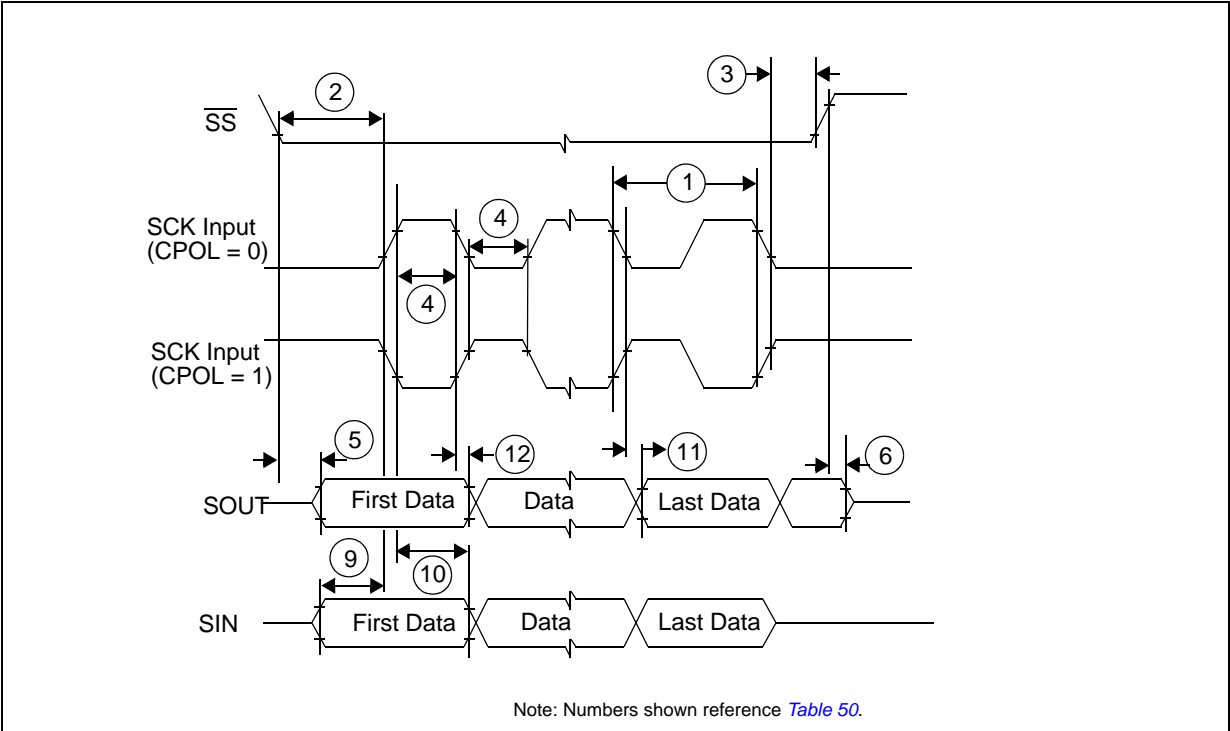 3
2
SS
1
SCK Input
(CPOL = 0)
4
4
SCK Input
(CPOL = 1)
5
12
11
6
SOUT
First Data
Data
Last Data
9
10
SIN
First Data
Data
Last Data
Note: Numbers shown reference Table 50.